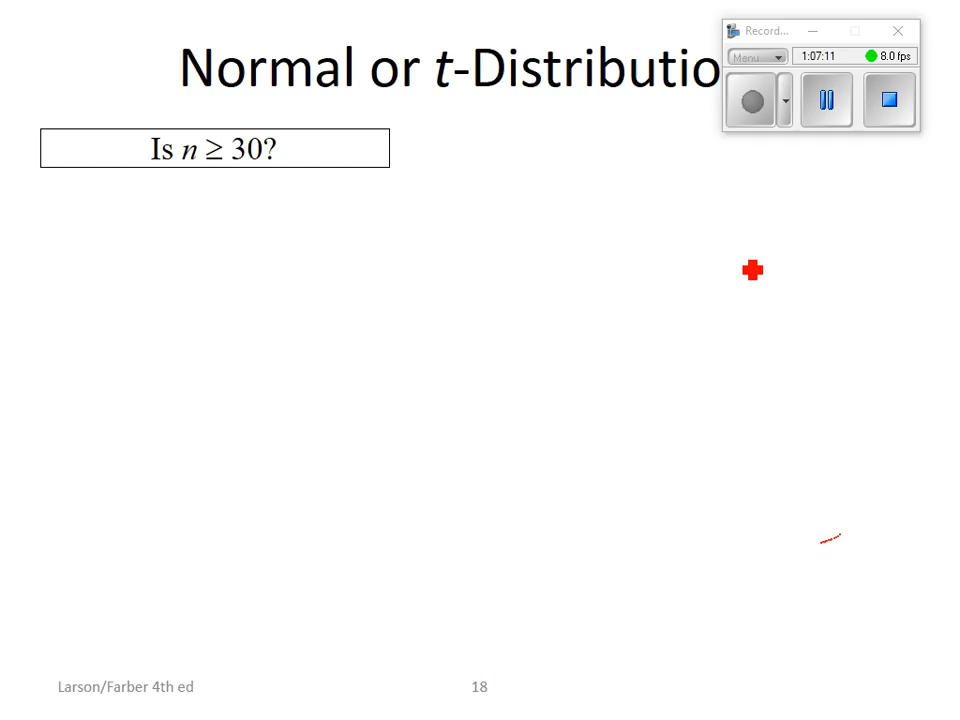 Normal or t-Distributio
Record...
Menu
1:07:11
8.0 fps
Is n ≥ 30?
Larson/Farber 4th ed
18